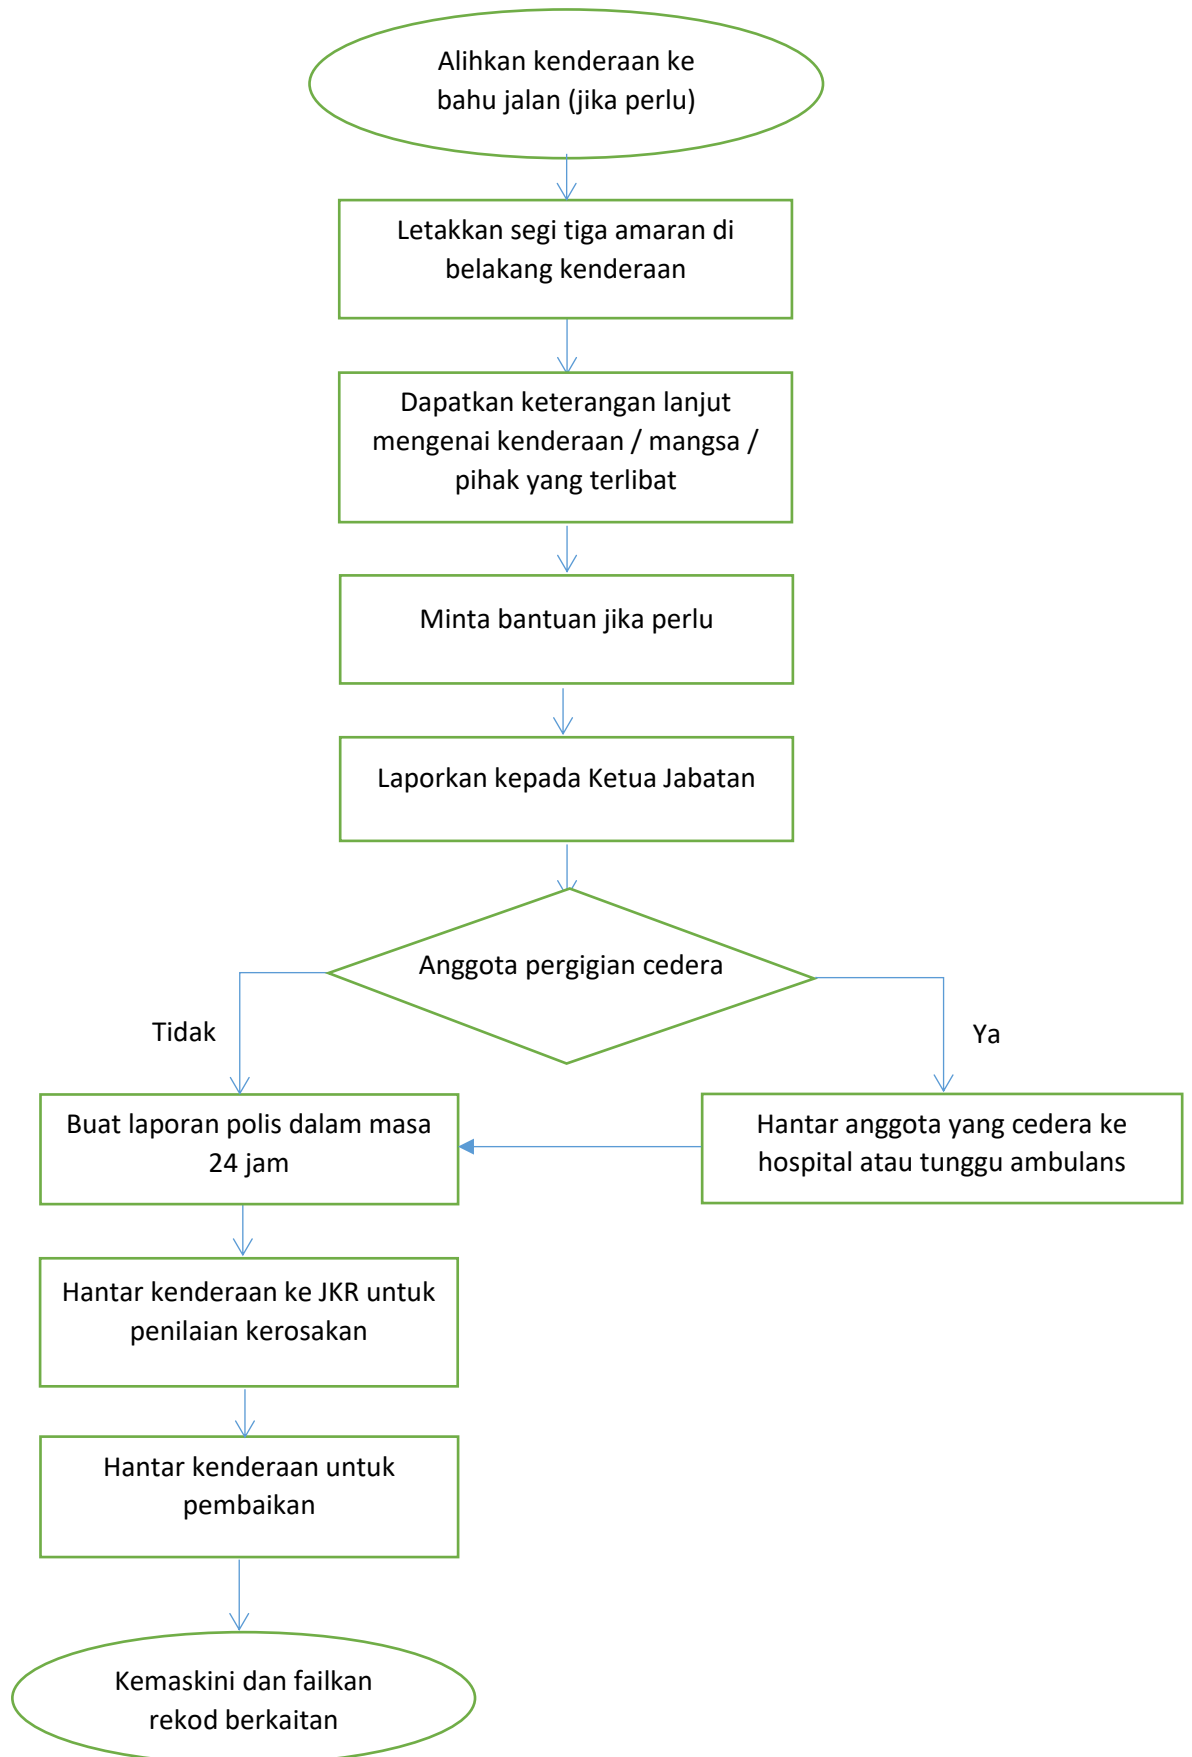 Alihkan kenderaan ke
bahu jalan (jika perlu)
Letakkan segi tiga amaran di
belakang kenderaan
Dapatkan keterangan lanjut
mengenai kenderaan / mangsa /
pihak yang terlibat
Minta bantuan jika perlu
Laporkan kepada Ketua Jabatan
Anggota pergigian cedera
Tidak
Ya
Buat laporan polis dalam masa
24 jam
Hantar anggota yang cedera ke
hospital atau tunggu ambulans
Hantar kenderaan ke JKR untuk
penilaian kerosakan
Hantar kenderaan untuk
pembaikan
Kemaskini dan failkan
rekod berkaitan